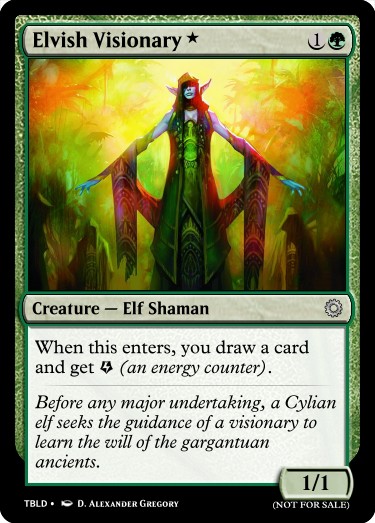 Elvish Visionary ★ 1
Creature — Elf Shaman
When this enters, you draw a card
and get (an energy counter).
Before any major undertaking, a Cylian
elf seeks the guidance of a visionary to
learn the will of the gargantuan
ancients.
1/1
TBLD • D. Alexander Gregory (NOT FOR SALE)